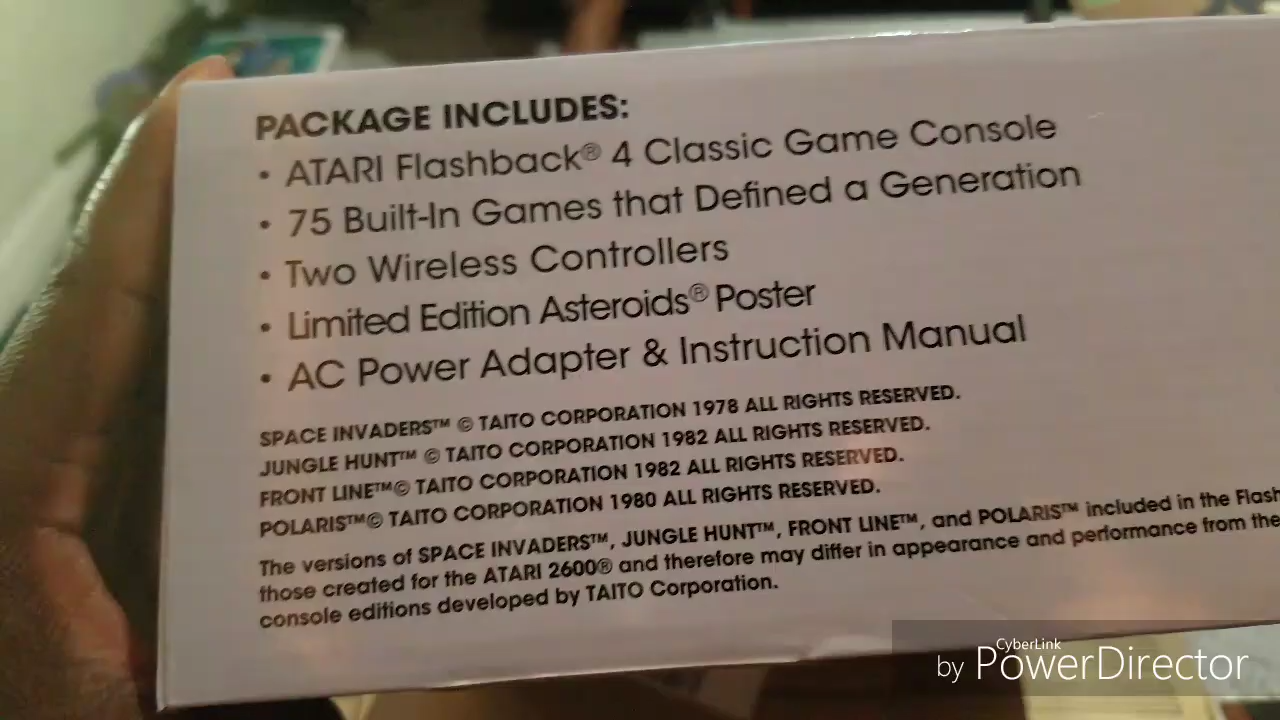 PACKAGE INCLUDES:
• ATARI Flashback® 4 Classic Game Console
• 75 Built-In Games that Defined a Generation
• Two Wireless Controllers
• Limited Edition Asteroids® Poster
• AC Power Adapter & Instruction Manual
SPACE INVADERS™ © TAITO CORPORATION 1978 ALL RIGHTS RESERVED.
JUNGLE HUNT™ © TAITO CORPORATION 1982 ALL RIGHTS RESERVED.
FRONT LINE™© TAITO CORPORATION 1982 ALL RIGHTS RESERVED.
POLARIS™© TAITO CORPORATION 1980 ALL RIGHTS RESERVED.
The versions of SPACE INVADERS™, JUNGLE HUNT™, FRONT LINE™, and POLARIS™ included in the Flash
those created for the ATARI 2600® and therefore may differ in appearance and performance from the
console editions developed by TAITO Corporation.
CyberLink
by PowerDirector